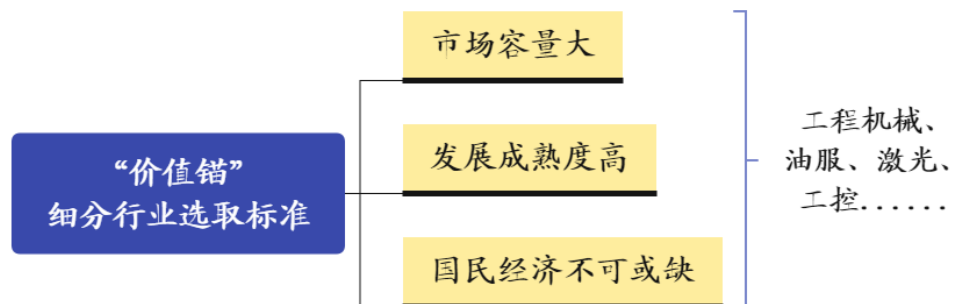 “价值锚”
细分行业选取标准
市场容量大
发展成熟度高
国民经济不可或缺
工程机械、
油服、激光、
工控......